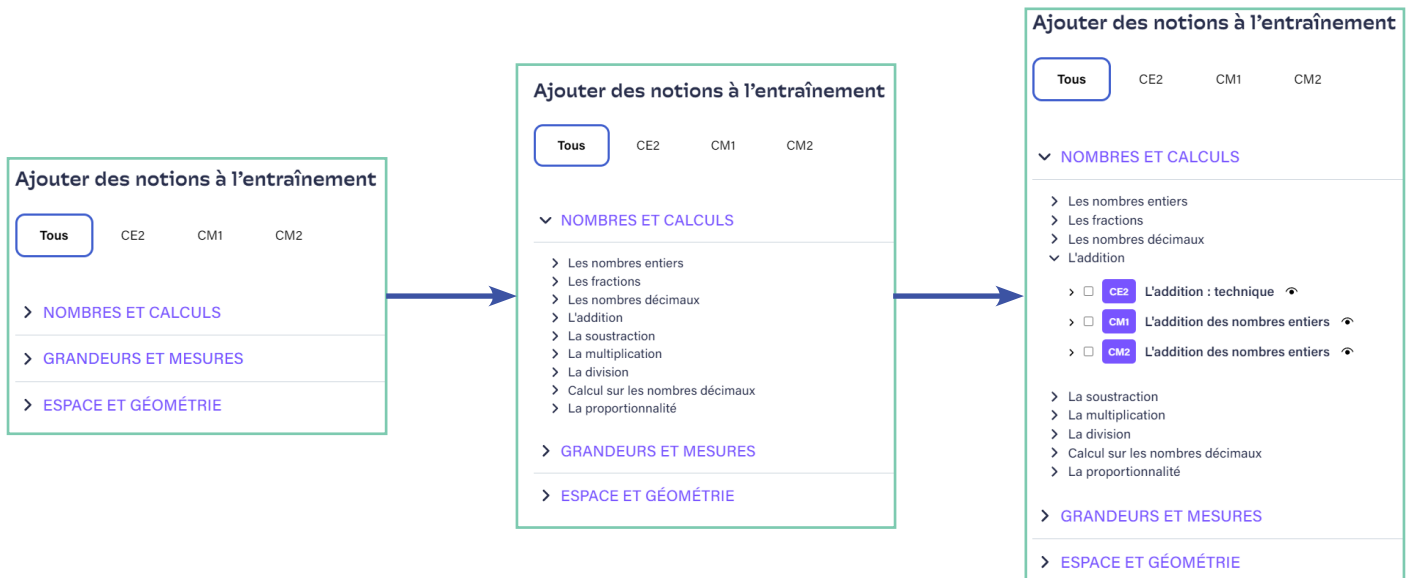 Ajouter des notions à l'entraînement
Tous CE2 CM1 CM2
NOMBRES ET CALCULS
GRANDEURS ET MESURES
ESPACE ET GÉOMÉTRIE
Ajouter des notions à l'entraînement
Tous CE2 CM1 CM2
NOMBRES ET CALCULS
Les nombres entiers
Les fractions
Les nombres décimaux
L'addition
La soustraction
La multiplication
La division
Calcul sur les nombres décimaux
La proportionnalité
GRANDEURS ET MESURES
ESPACE ET GÉOMÉTRIE
Ajouter des notions à l'entraînement
Tous CE2 CM1 CM2
NOMBRES ET CALCULS
Les nombres entiers
Les fractions
Les nombres décimaux
L'addition
CE2 L'addition : technique
CM1 L'addition des nombres entiers
CM2 L'addition des nombres entiers
La soustraction
La multiplication
La division
Calcul sur les nombres décimaux
La proportionnalité
GRANDEURS ET MESURES
ESPACE ET GÉOMÉTRIE